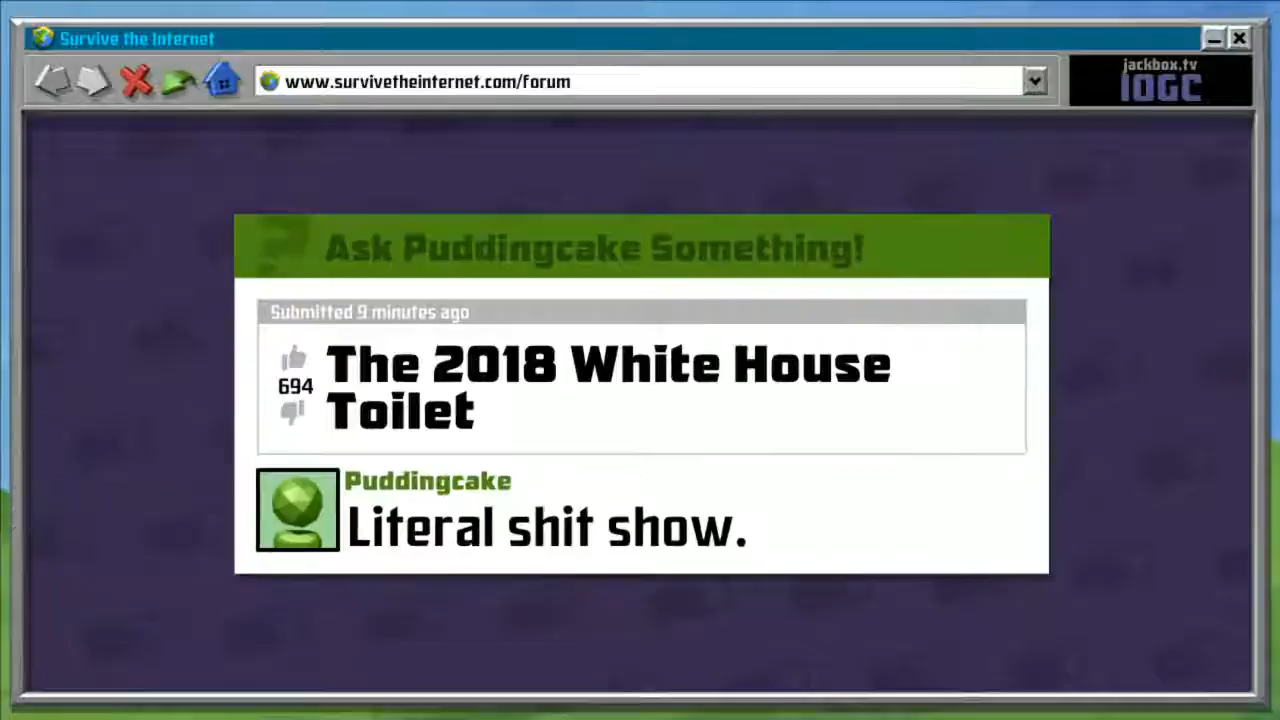 Survive the Internet
www.survivetheinternet.com/forum
jackbox.tv
IOGC
Ask Puddingcake Something!
Submitted 9 minutes ago
694
The 2018 White House
Toilet
Puddingcake
Literal shit show.